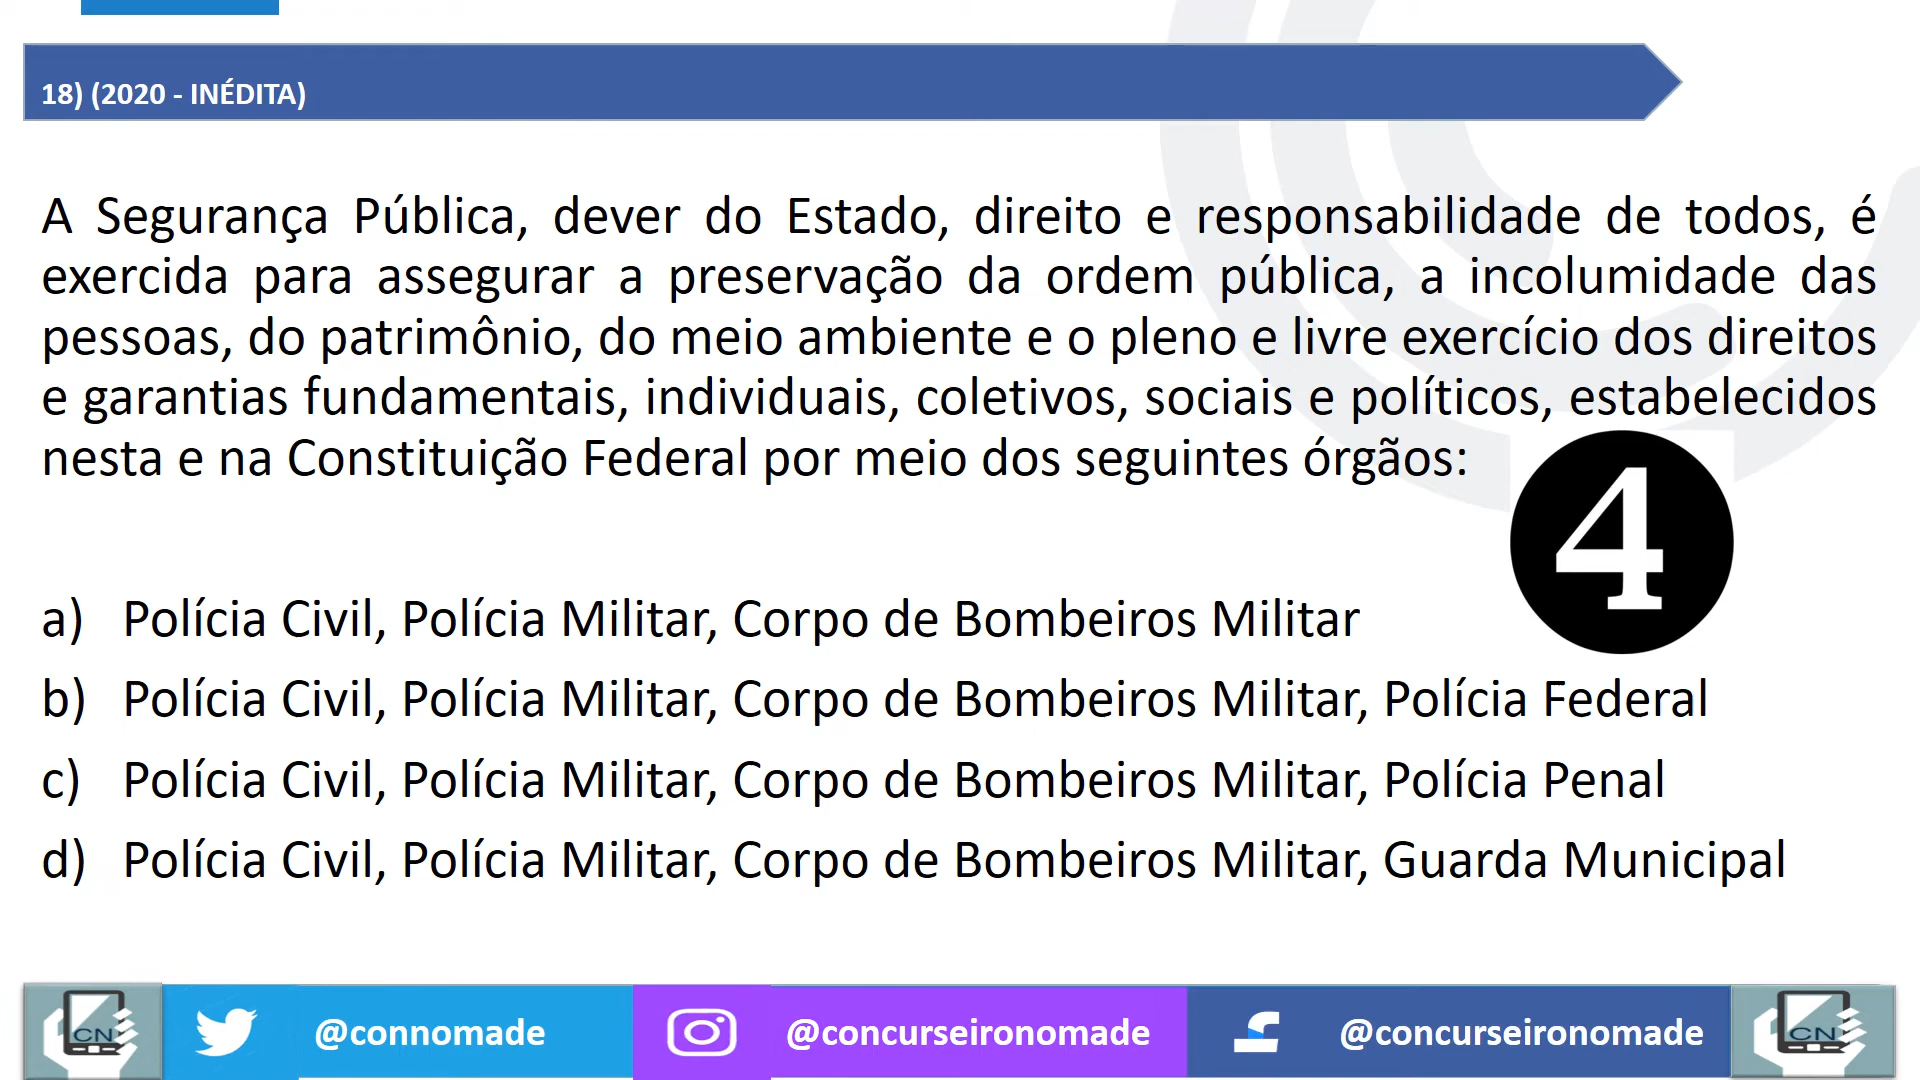 18) (2020 - INÉDITA)
A Segurança Pública, dever do Estado, direito e responsabilidade de todos, é
exercida para assegurar a preservação da ordem pública, a incolumidade das
pessoas, do patrimônio, do meio ambiente e o pleno e livre exercício dos direitos
e garantias fundamentais, individuais, coletivos, sociais e políticos, estabelecidos
nesta e na Constituição Federal por meio dos seguintes órgãos:
4
a) Polícia Civil, Polícia Militar, Corpo de Bombeiros Militar
b) Polícia Civil, Polícia Militar, Corpo de Bombeiros Militar, Polícia Federal
c) Polícia Civil, Polícia Militar, Corpo de Bombeiros Militar, Polícia Penal
d) Polícia Civil, Polícia Militar, Corpo de Bombeiros Militar, Guarda Municipal
CN @connomade @concurseironomade @concurseironomade CN